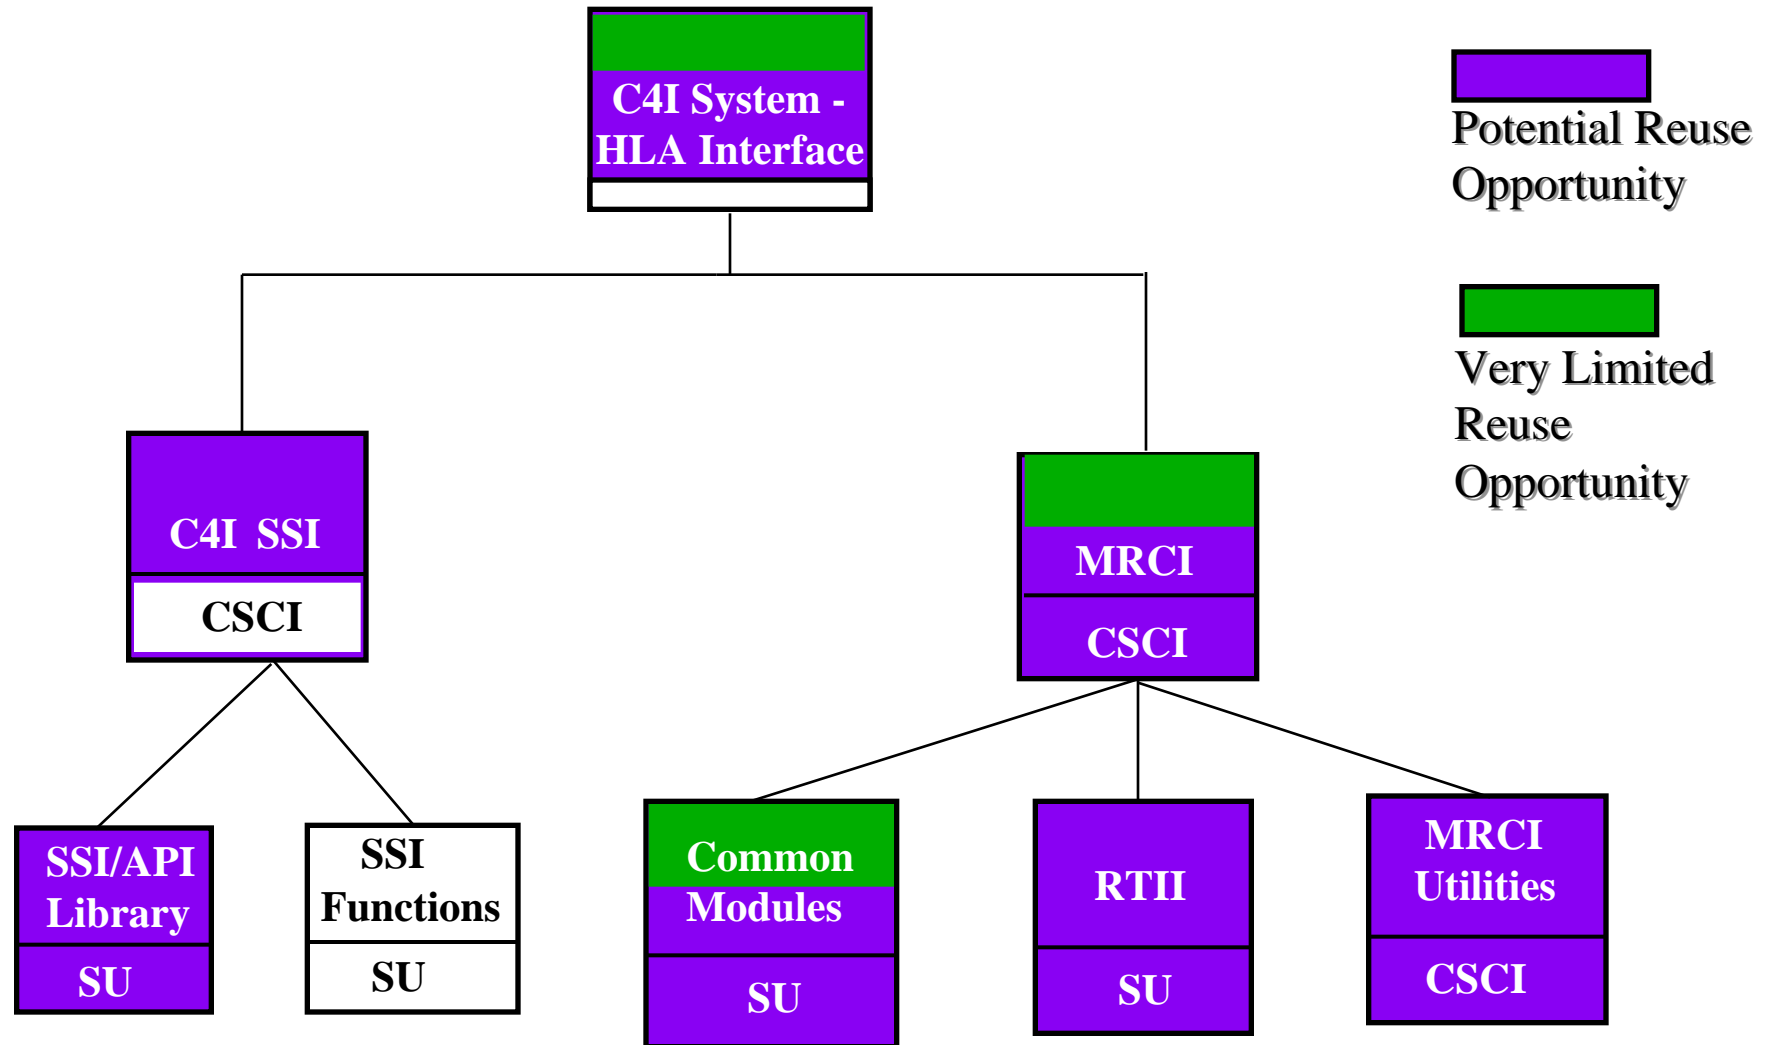 C4I System -
HLA Interface
Potential Reuse
Opportunity
Very Limited
Reuse
Opportunity
C4I SSI
CSCI
MRCI
CSCI
SSI/API
Library
SU
SSI
Functions
SU
Common
Modules
SU
RTII
SU
MRCI
Utilities
CSCI